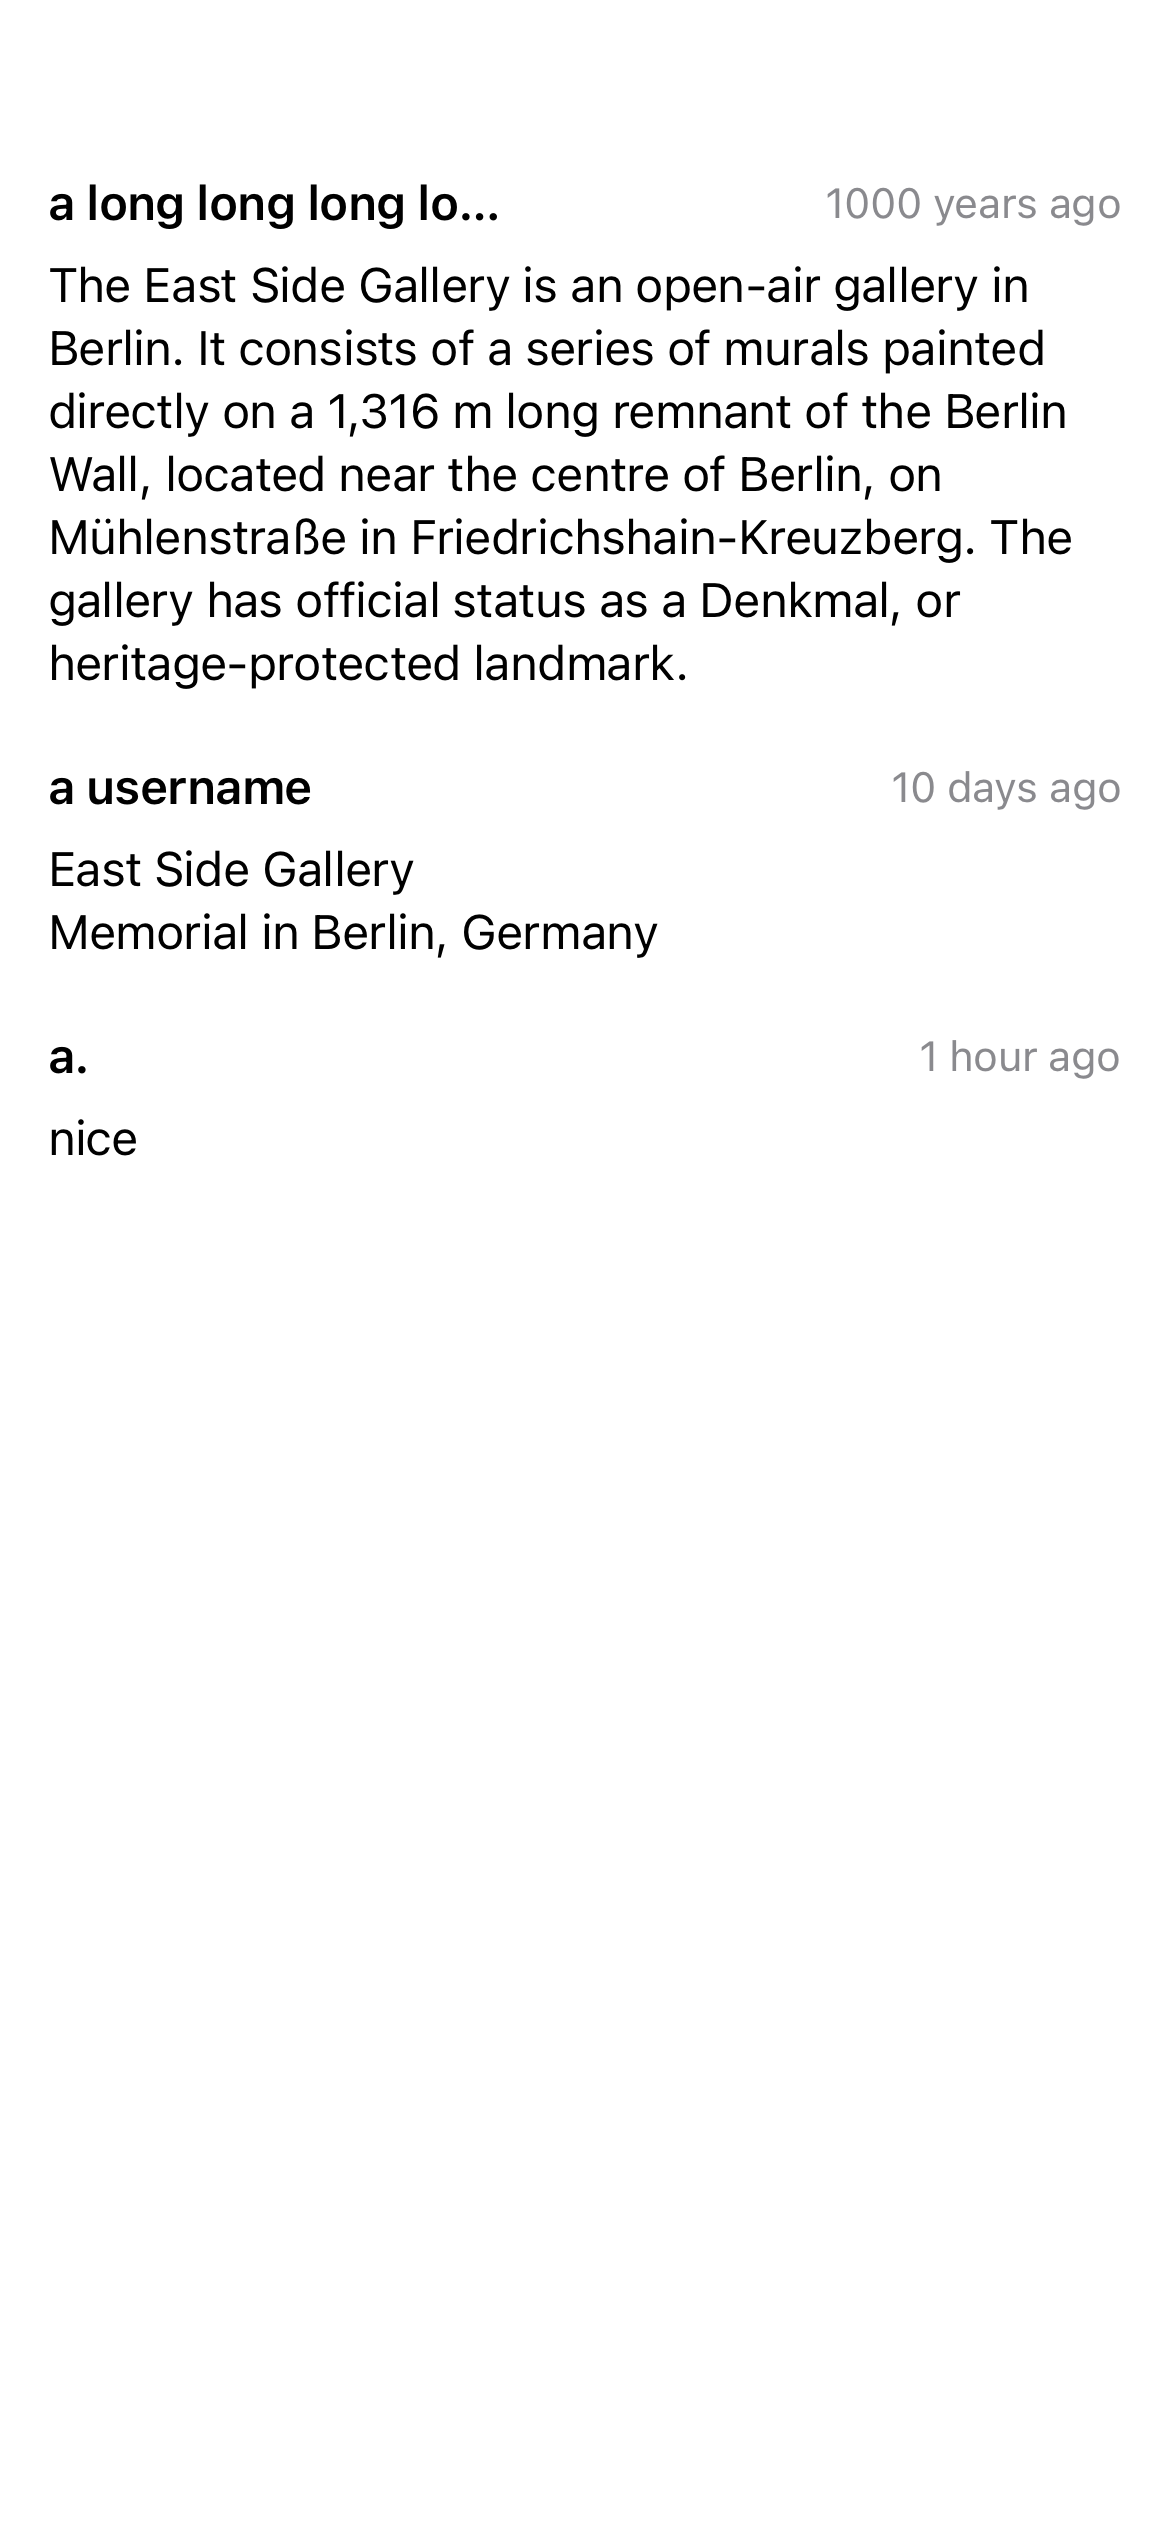 a long long long lo...
1000 years ago
The East Side Gallery is an open-air gallery in
Berlin. It consists of a series of murals painted
directly on a 1,316 m long remnant of the Berlin
Wall, located near the centre of Berlin, on
Mühlenstraße in Friedrichshain-Kreuzberg. The
gallery has official status as a Denkmal, or
heritage-protected landmark.
a username
10 days ago
East Side Gallery
Memorial in Berlin, Germany
a.
1 hour ago
nice